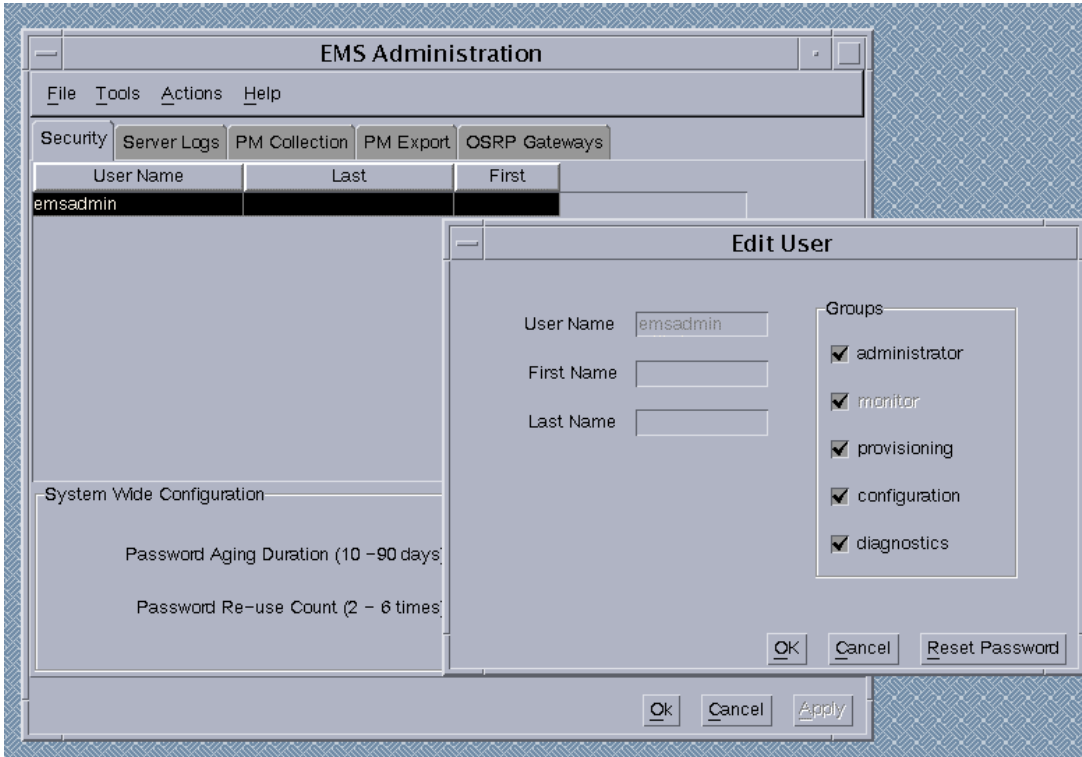 EMS Administration
File Tools Actions Help
Security Server Logs PM Collection PM Export OSRP Gateways
User Name Last First
emsadmin
Edit User
User Name emsadmin
First Name
Last Name
Groups
administrator
monitor
provisioning
configuration
diagnostics
OK Cancel Reset Password
System Wide Configuration
Password Aging Duration (10 -90 days)
Password Re-use Count (2 - 6 times)
Ok Cancel Apply